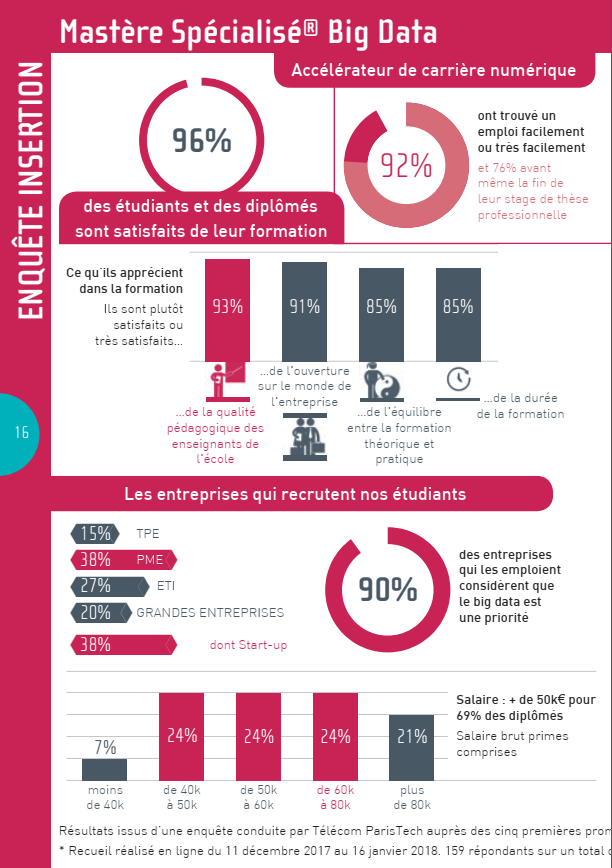 Mastère Spécialisé® Big Data
Accélérateur de carrière numérique
ENQUÊTE INSERTION
96%
des étudiants et des diplômés
sont satisfaits de leur formation
92%
ont trouvé un
emploi facilement
ou très facilement
et 76% avant
même la fin de
leur stage de thèse
professionnelle
Ce qu'ils apprécient
dans la formation
Ils sont plutôt
satisfaits ou
très satisfaits...
93%
91%
85%
85%
...de la qualité
pédagogique des
enseignants de
l'école
...de l'ouverture
sur le monde de
l'entreprise
...de l'équilibre
entre la formation
théorique et
pratique
...de la durée
de la formation
16
Les entreprises qui recrutent nos étudiants
15% TPE
38% PME
27% ETI
20% GRANDES ENTREPRISES
38% dont Start-up
90%
des entreprises
qui les emploient
considèrent que
le big data est
une priorité
7%
24%
24%
24%
21%
moins
de 40k
de 40k
à 50k
de 50k
à 60k
de 60k
à 80k
plus
de 80k
Salaire : + de 50k€ pour
69% des diplômés
Salaire brut primes
comprises
Résultats issus d'une enquête conduite par Télécom ParisTech auprès des cinq premières
* Recueil réalisé en ligne du 11 décembre 2017 au 16 janvier 2018. 159 répondants sur un total